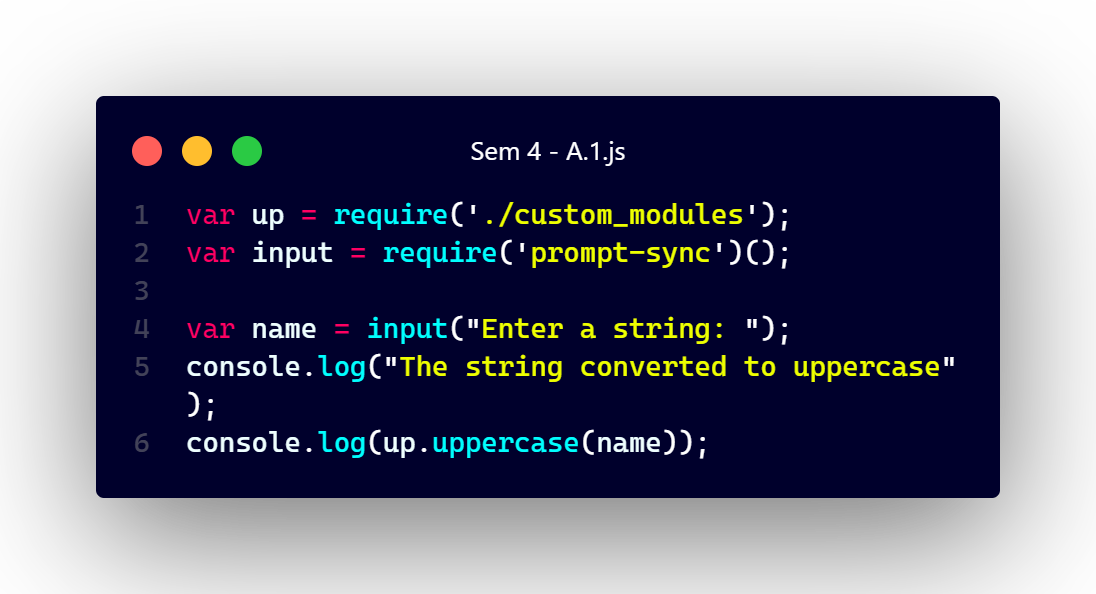 Sem 4 - A.1.js
1 var up = require('./custom_modules');
2 var input = require('prompt-sync')();
3
4 var name = input("Enter a string: ");
5 console.log("The string converted to uppercase"
);
6 console.log(up.uppercase(name));